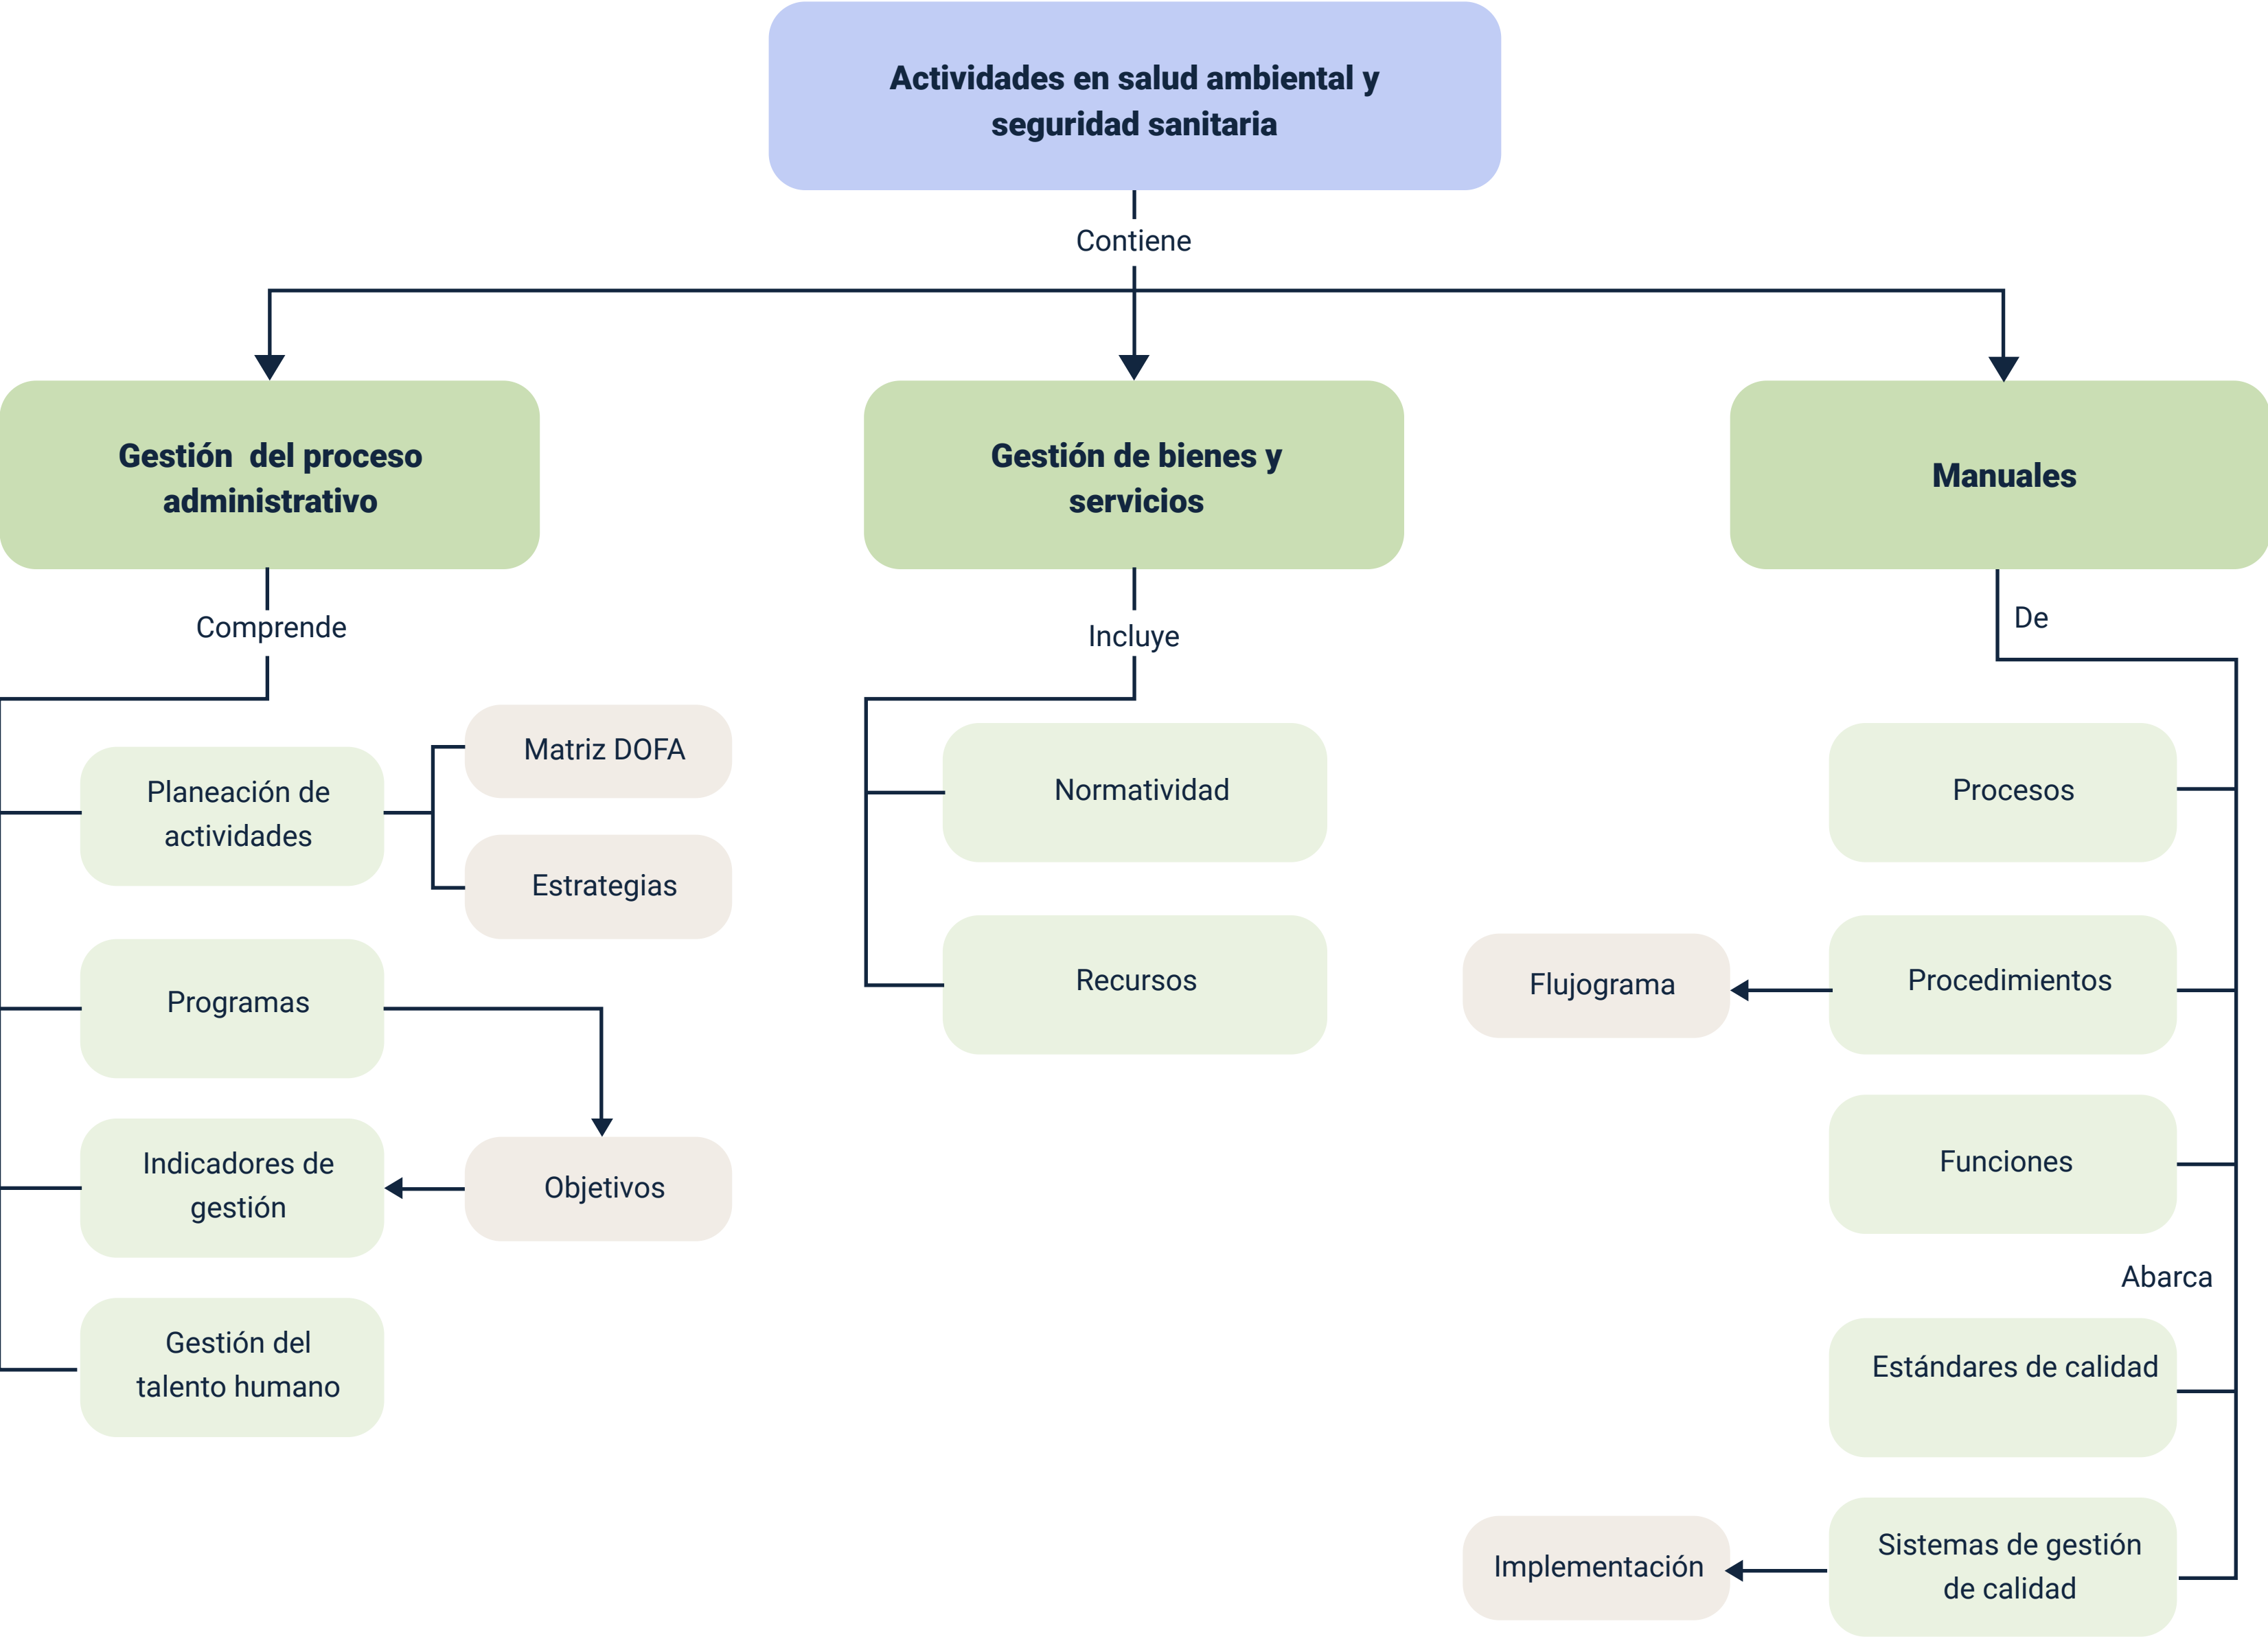 Actividades en salud ambiental y
seguridad sanitaria
Contiene
Gestión  del proceso
administrativo
Gestión de bienes y
servicios
Manuales
Comprende
Incluye
De
Planeación de
actividades
Matriz DOFA
Estrategias
Programas
Indicadores de
gestión
Objetivos
Gestión del
talento humano
Normatividad
Recursos
Procesos
Flujograma
Procedimientos
Funciones
Abarca
Estándares de calidad
Implementación
Sistemas de gestión
de calidad